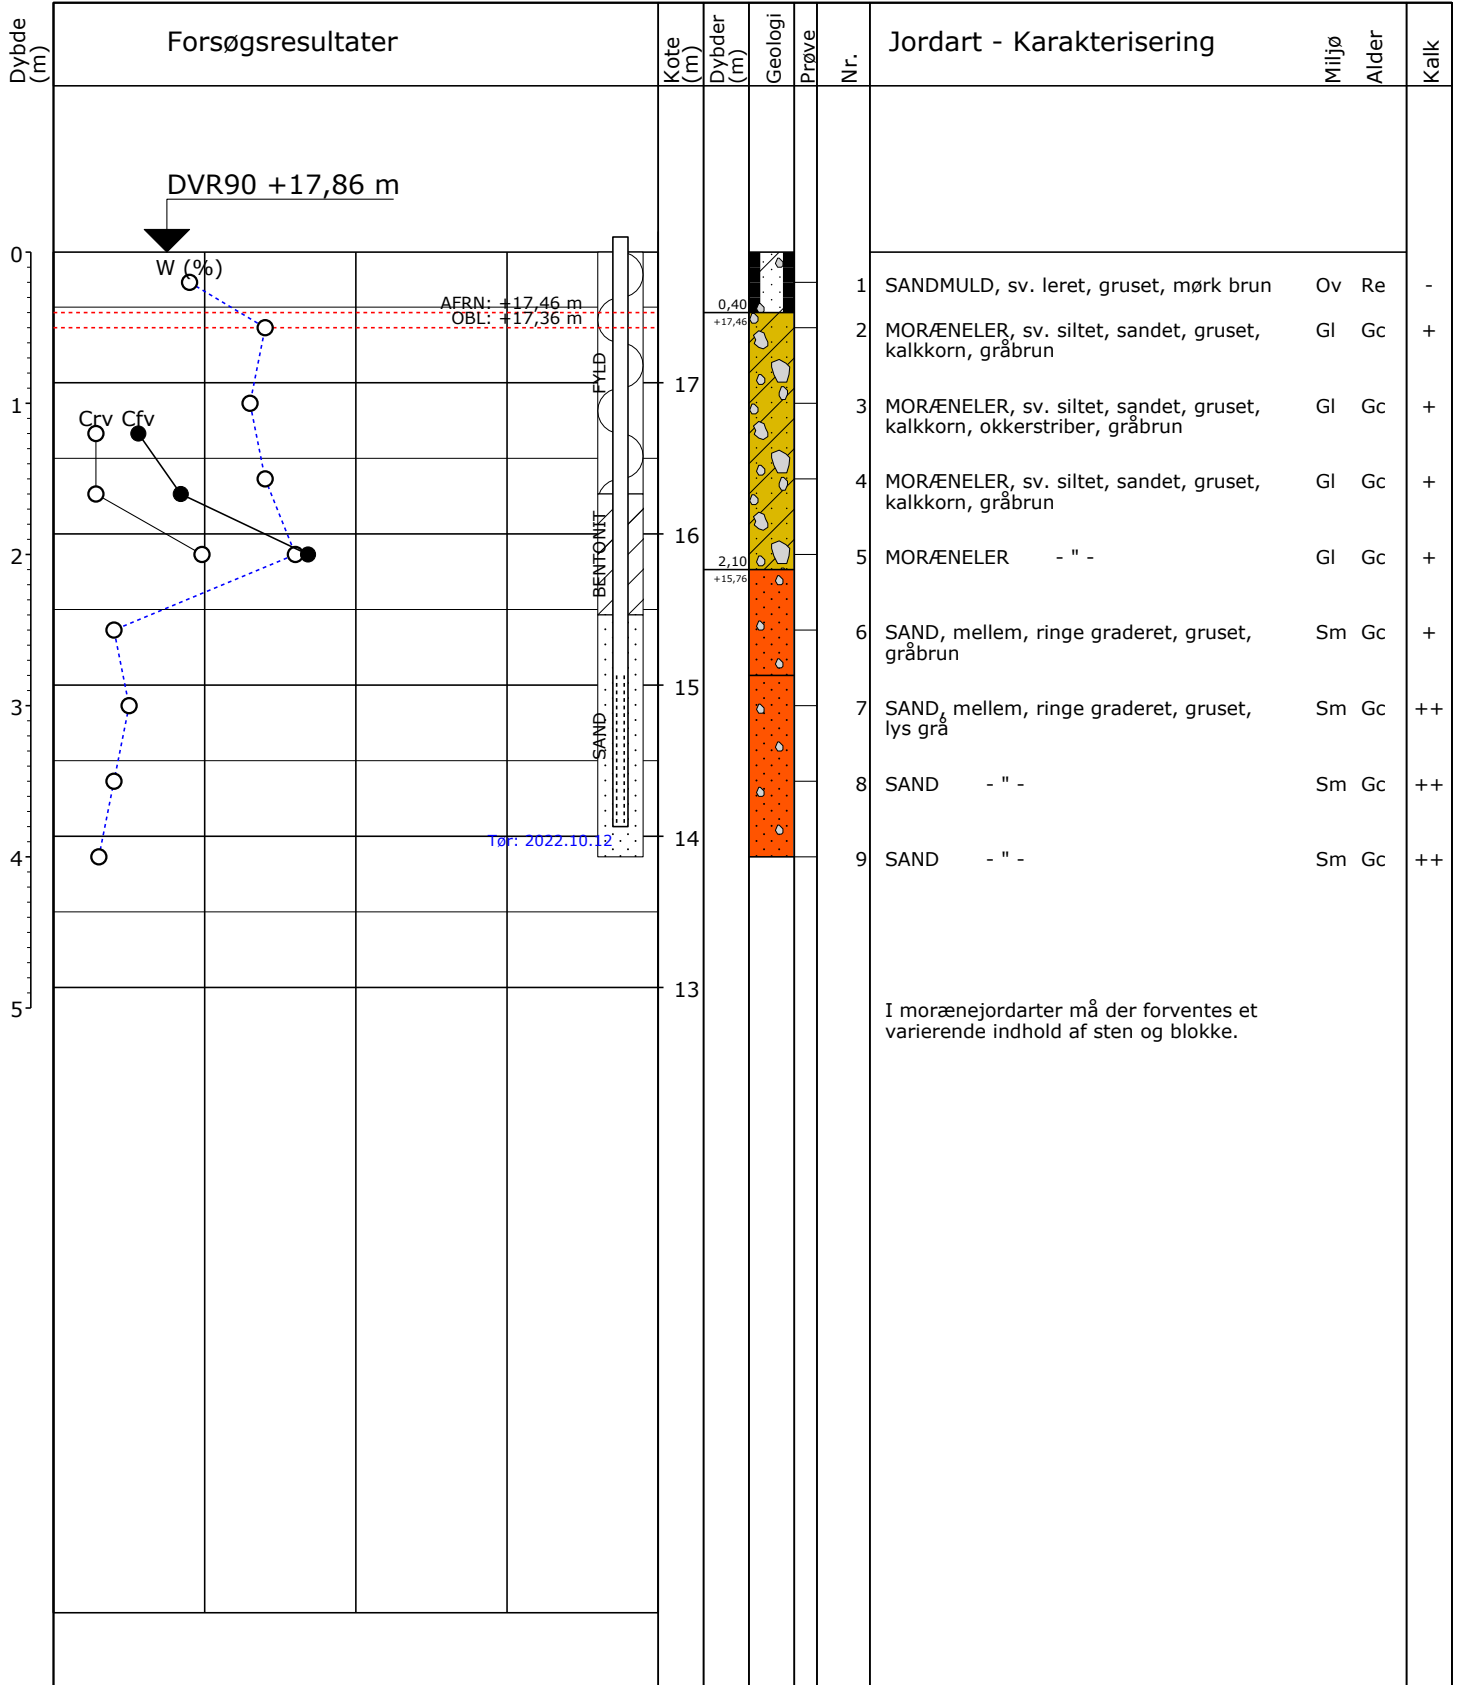 Dybde (m)
Forsøgsresultater
Kote (m)
Dybder (m)
Geologi
Prøve
Nr.
Jordart - Karakterisering
Miljø
Alder
Kalk
DVR90 +17,86 m
0
W (%)
1 SANDMULD, sv. leret, gruset, mørk brun Ov Re -
AFRN: +17,46 m
0,40
OBL: +17,36 m
+17,46
2 MORÆNELER, sv. siltet, sandet, gruset, Gl Gc +
kalkkorn, gråbrun
FYLD
17
1
3 MORÆNELER, sv. siltet, sandet, gruset, Gl Gc +
Crv Cfv
kalkkorn, okkerstriber, gråbrun
4 MORÆNELER, sv. siltet, sandet, gruset, Gl Gc +
kalkkorn, gråbrun
16
BENTONIT
2
2,10
5 MORÆNELER - " - Gl Gc +
+15,76
6 SAND, mellem, ringe graderet, gruset, Sm Gc +
gråbrun
15
3
7 SAND, mellem, ringe graderet, gruset, Sm Gc ++
lys grå
SAND
8 SAND - " - Sm Gc ++
14
Tør: 2022.10.12
4
9 SAND - " - Sm Gc ++
13
5
I morænejordarter må der forventes et
varierende indhold af sten og blokke.